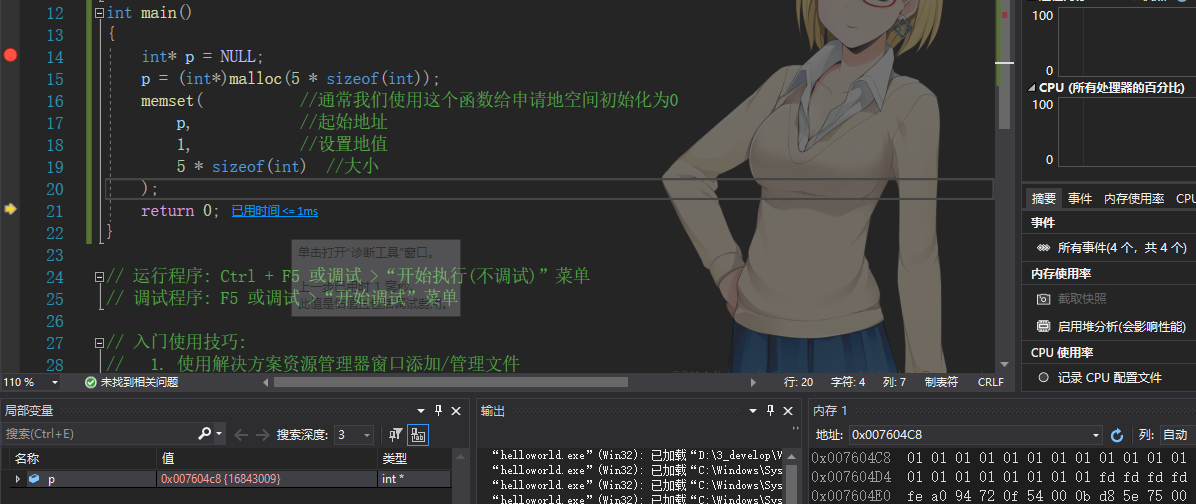 12 int main()
13 {
14 int* p = NULL;
15 p = (int*)malloc(5 * sizeof(int));
16 memset( //通常我们使用这个函数给申请地空间初始化为0
17 p, //起始地址
18 1, //设置地值
19 5 * sizeof(int) //大小
20 );
21 return 0; 已用时间 <= 1ms
22 }
23
单击打开“诊断工具”窗口。
24 // 运行程序: Ctrl + F5 或调试 >“开始执行(不调试)”菜单
25 // 调试程序: F5 或调试 >“开始调试”菜单
26
27 // 入门使用技巧:
28 // 1. 使用解决方案资源管理器窗口添加/管理文件
110 % 未找到相关问题 行: 20 字符: 4 列: 7 制表符 CRLF
100
0
CPU (所有处理器的百分比)
100
0
摘要 事件 内存使用率 CPU
事件
所有事件(4 个，共 4 个)
内存使用率
截取快照
启用堆分析(会影响性能)
CPU 使用率
记录 CPU 配置文件
局部变量
搜索(Ctrl+E) 搜索深度: 3
名称 值 类型
p 0x007604c8 {16843009} int *
输出
“helloworld.exe”(Win32): 已加载“D:\3_develop\V
“helloworld.exe”(Win32): 已加载“C:\Windows\Sys
“helloworld.exe”(Win32): 已加载“C:\Windows\Sys
“helloworld.exe”(Win32): 已加载“C:\Windows\Sys
内存 1
地址: 0x007604C8 列: 自动
0x007604C8 01 01 01 01 01 01 01 01 01 01 01 01
0x007604D4 01 01 01 01 01 01 01 01 fd fd fd fd
0x007604E0 fe a0 94 72 0f 54 00 0b d8 5e 75 00